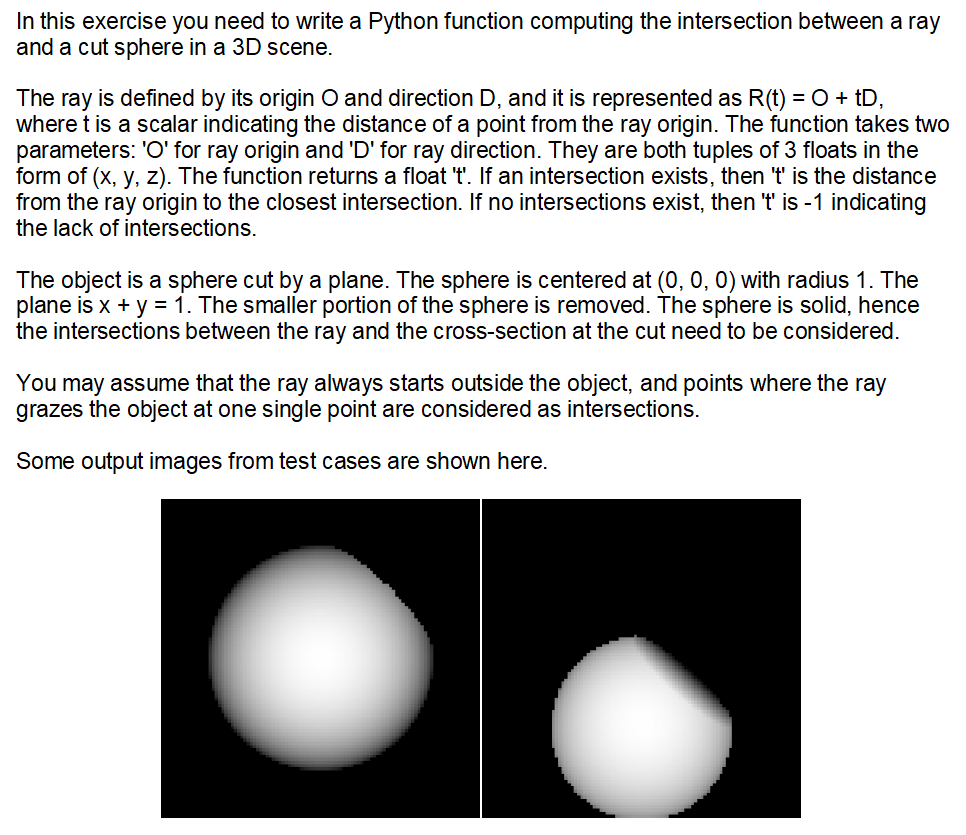 In this exercise you need to write a Python function computing the intersection between a ray
and a cut sphere in a 3D scene.
The ray is defined by its origin O and direction D, and it is represented as R(t) = O + tD,
where t is a scalar indicating the distance of a point from the ray origin. The function takes two
parameters: 'O' for ray origin and 'D' for ray direction. They are both tuples of 3 floats in the
form of (x, y, z). The function returns a float 't'. If an intersection exists, then 't' is the distance
from the ray origin to the closest intersection. If no intersections exist, then 't' is -1 indicating
the lack of intersections.
The object is a sphere cut by a plane. The sphere is centered at (0, 0, 0) with radius 1. The
plane is x + y = 1. The smaller portion of the sphere is removed. The sphere is solid, hence
the intersections between the ray and the cross-section at the cut need to be considered.
You may assume that the ray always starts outside the object, and points where the ray
grazes the object at one single point are considered as intersections.
Some output images from test cases are shown here.